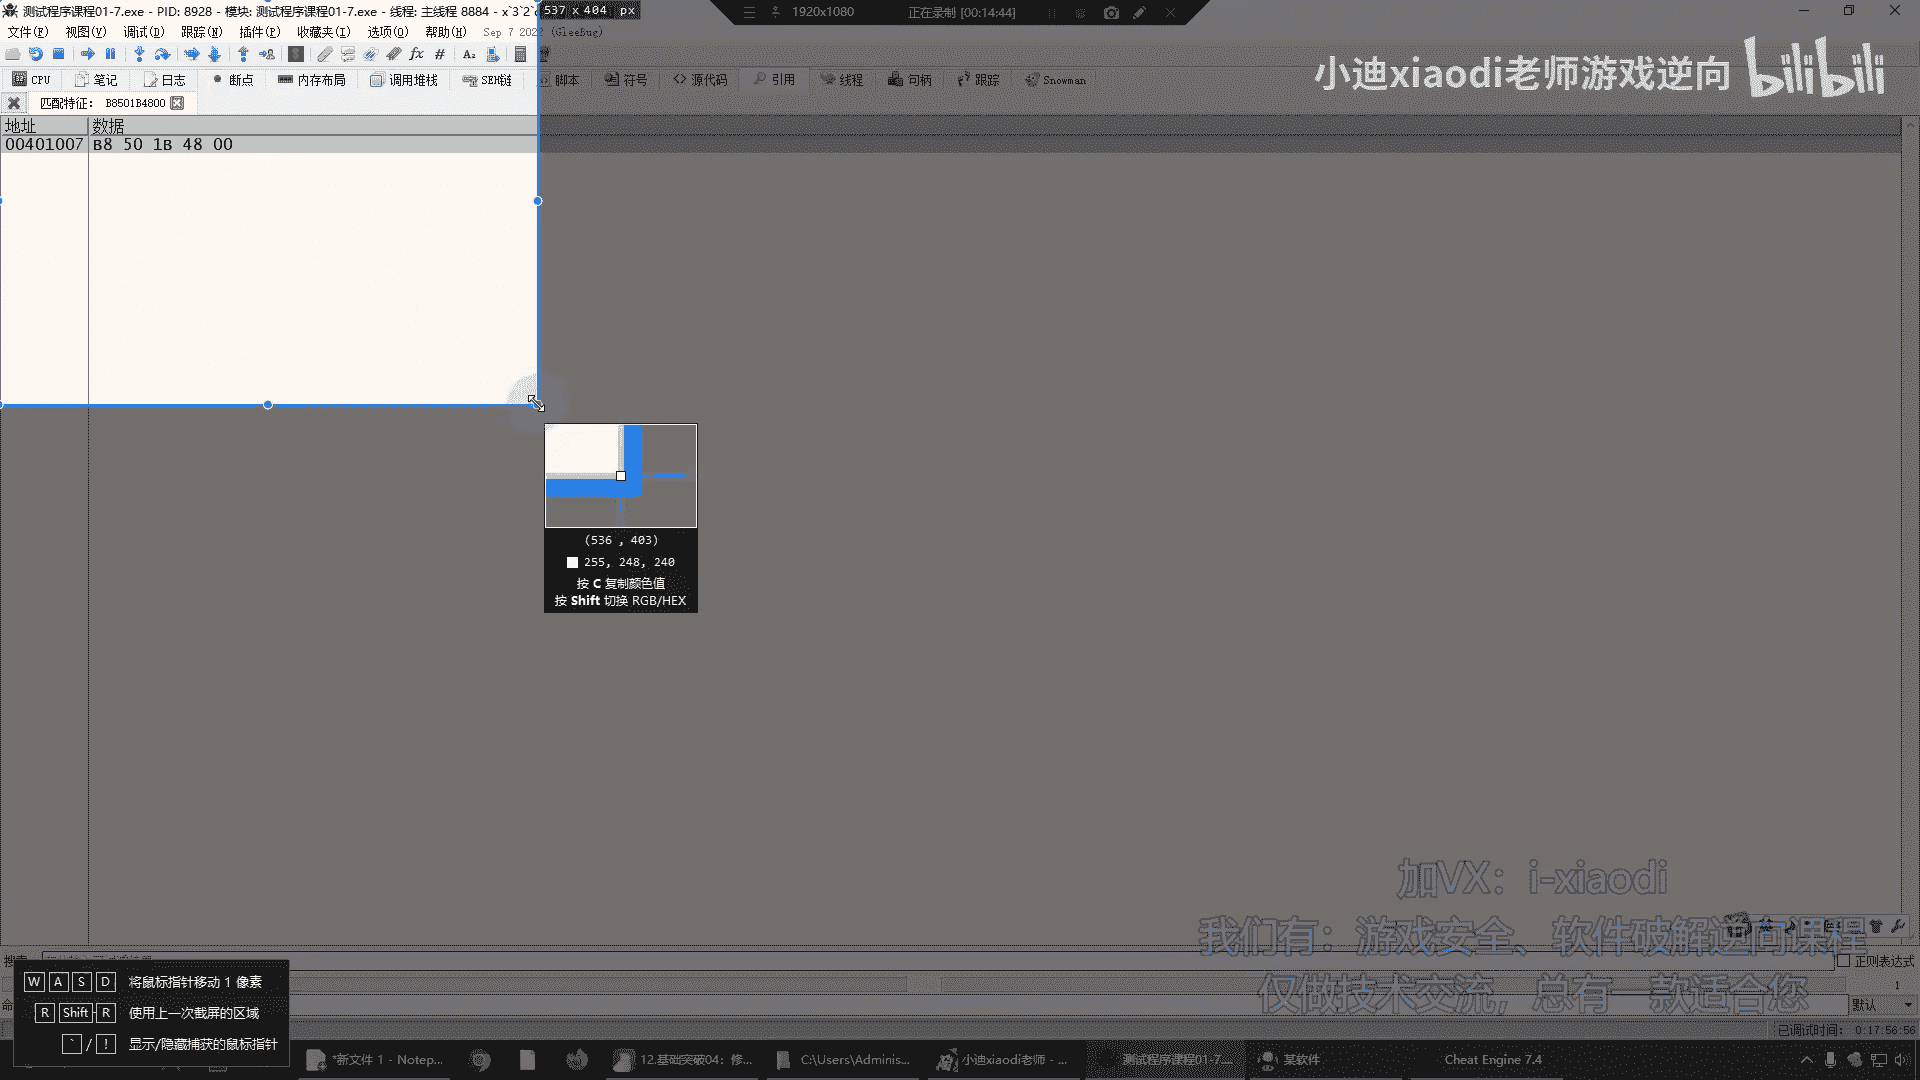 测试程序课程01-7.exe - PID: 8928 - 模块: 测试程序课程01-7.exe - 线程: 主线程 8884 - x`3`2`
537 x 404 px
1920x1080
正在录制 [00:14:44]
文件(F) 视图(V) 调试(D) 跟踪(N) 插件(P) 收藏夹(I) 选项(O) 帮助(H) Sep 7 202 (GleeBug)
CPU 笔记 日志 断点 内存布局 调用堆栈 SEH链 脚本 符号 源代码 引用 线程 句柄 跟踪 Snowman
小迪xiaodi老师游戏逆向 bilibili
匹配特征: B8501B4800
地址 数据
00401007 B8 50 1B 48 00
(536 , 403)
255, 248, 240
按 C 复制颜色值
按 Shift 切换 RGB/HEX
加VX：i-xiaodi
我们有：游戏安全、软件破解逆向课程
正则表达式
W A S D 将鼠标指针移动 1 像素
1
仅做技术交流，总有一款适合您
默认
R Shift R 使用上一次截屏的区域
已调试时间: 0:17:56:56
` / ! 显示/隐藏捕获的鼠标指针
*新文件 1 - Notep...
12.基础突破04：修...
C:\Users\Adminis...
小迪xiaodi老师 - ...
测试程序课程01-7....
某软件
Cheat Engine 7.4